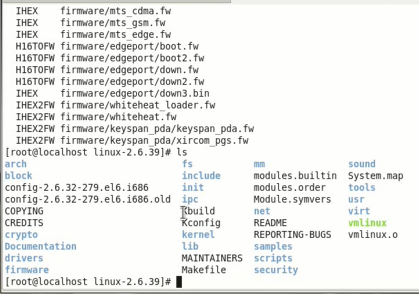 IHEX    firmware/mts_cdma.fw
IHEX    firmware/mts_gsm.fw
IHEX    firmware/mts_edge.fw
H16TOFW firmware/edgeport/boot.fw
H16TOFW firmware/edgeport/boot2.fw
H16TOFW firmware/edgeport/down.fw
H16TOFW firmware/edgeport/down2.fw
IHEX    firmware/edgeport/down3.bin
IHEX2FW firmware/whiteheat_loader.fw
IHEX2FW firmware/whiteheat.fw
IHEX2FW firmware/keyspan_pda/keyspan_pda.fw
IHEX2FW firmware/keyspan_pda/xircom_pgs.fw
[root@localhost linux-2.6.39]# ls
arch fs mm sound
block include modules.builtin System.map
config-2.6.32-279.el6.i686 init modules.order tools
config-2.6.32-279.el6.i686.old ipc Module.symvers usr
COPYING Kbuild net virt
CREDITS Kconfig README vmlinux
crypto kernel REPORTING-BUGS vmlinux.o
Documentation lib samples
drivers MAINTAINERS scripts
firmware Makefile security
[root@localhost linux-2.6.39]#